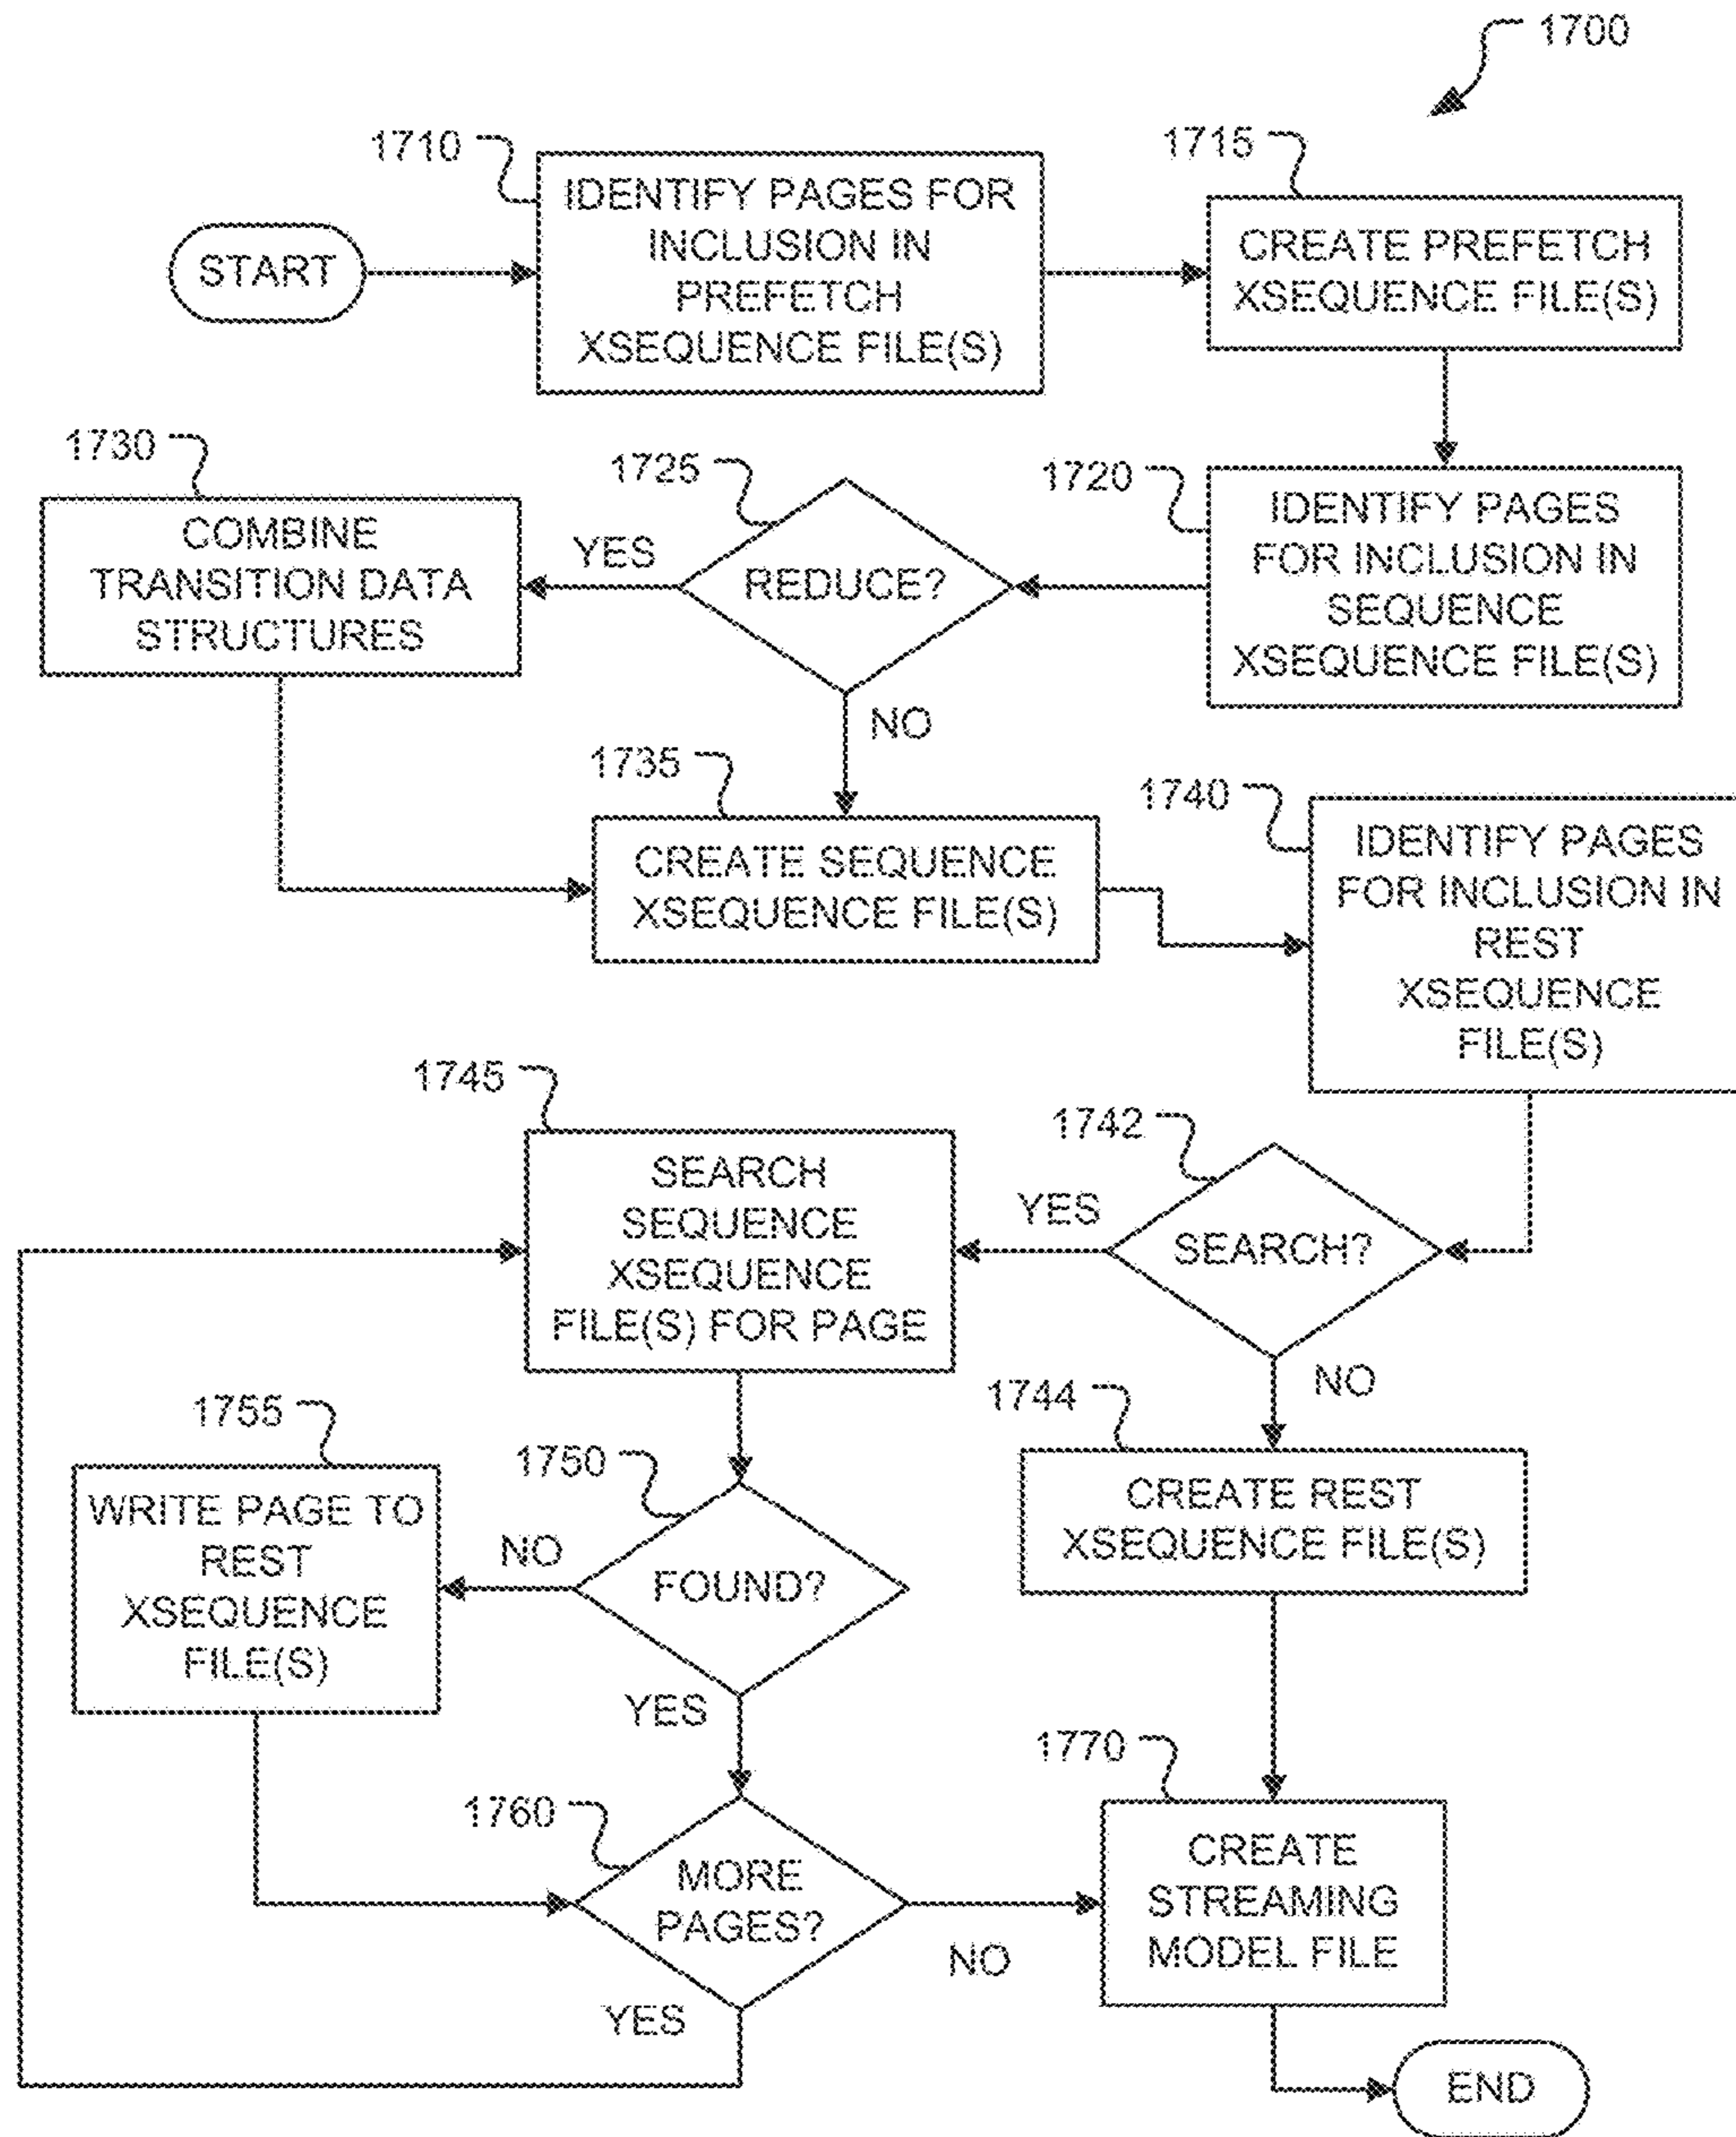 1700
1710
IDENTIFY PAGES FOR
INCLUSION IN
PREFETCH
XSEQUENCE FILE(S)
1715
CREATE PREFETCH
XSEQUENCE FILE(S)
START
1730
COMBINE
TRANSITION DATA
STRUCTURES
1725
YES
REDUCE?
NO
1720
IDENTIFY PAGES
FOR INCLUSION IN
SEQUENCE
XSEQUENCE FILE(S)
1735
CREATE SEQUENCE
XSEQUENCE FILE(S)
1740
IDENTIFY PAGES
FOR INCLUSION IN
REST
XSEQUENCE
FILE(S)
1745
SEARCH
SEQUENCE
XSEQUENCE
FILE(S) FOR PAGE
1742
YES
SEARCH?
NO
1744
CREATE REST
XSEQUENCE FILE(S)
1755
WRITE PAGE TO
REST
XSEQUENCE
FILE(S)
1750
NO
FOUND?
YES
1760
MORE
PAGES?
NO
YES
1770
CREATE
STREAMING
MODEL FILE
END